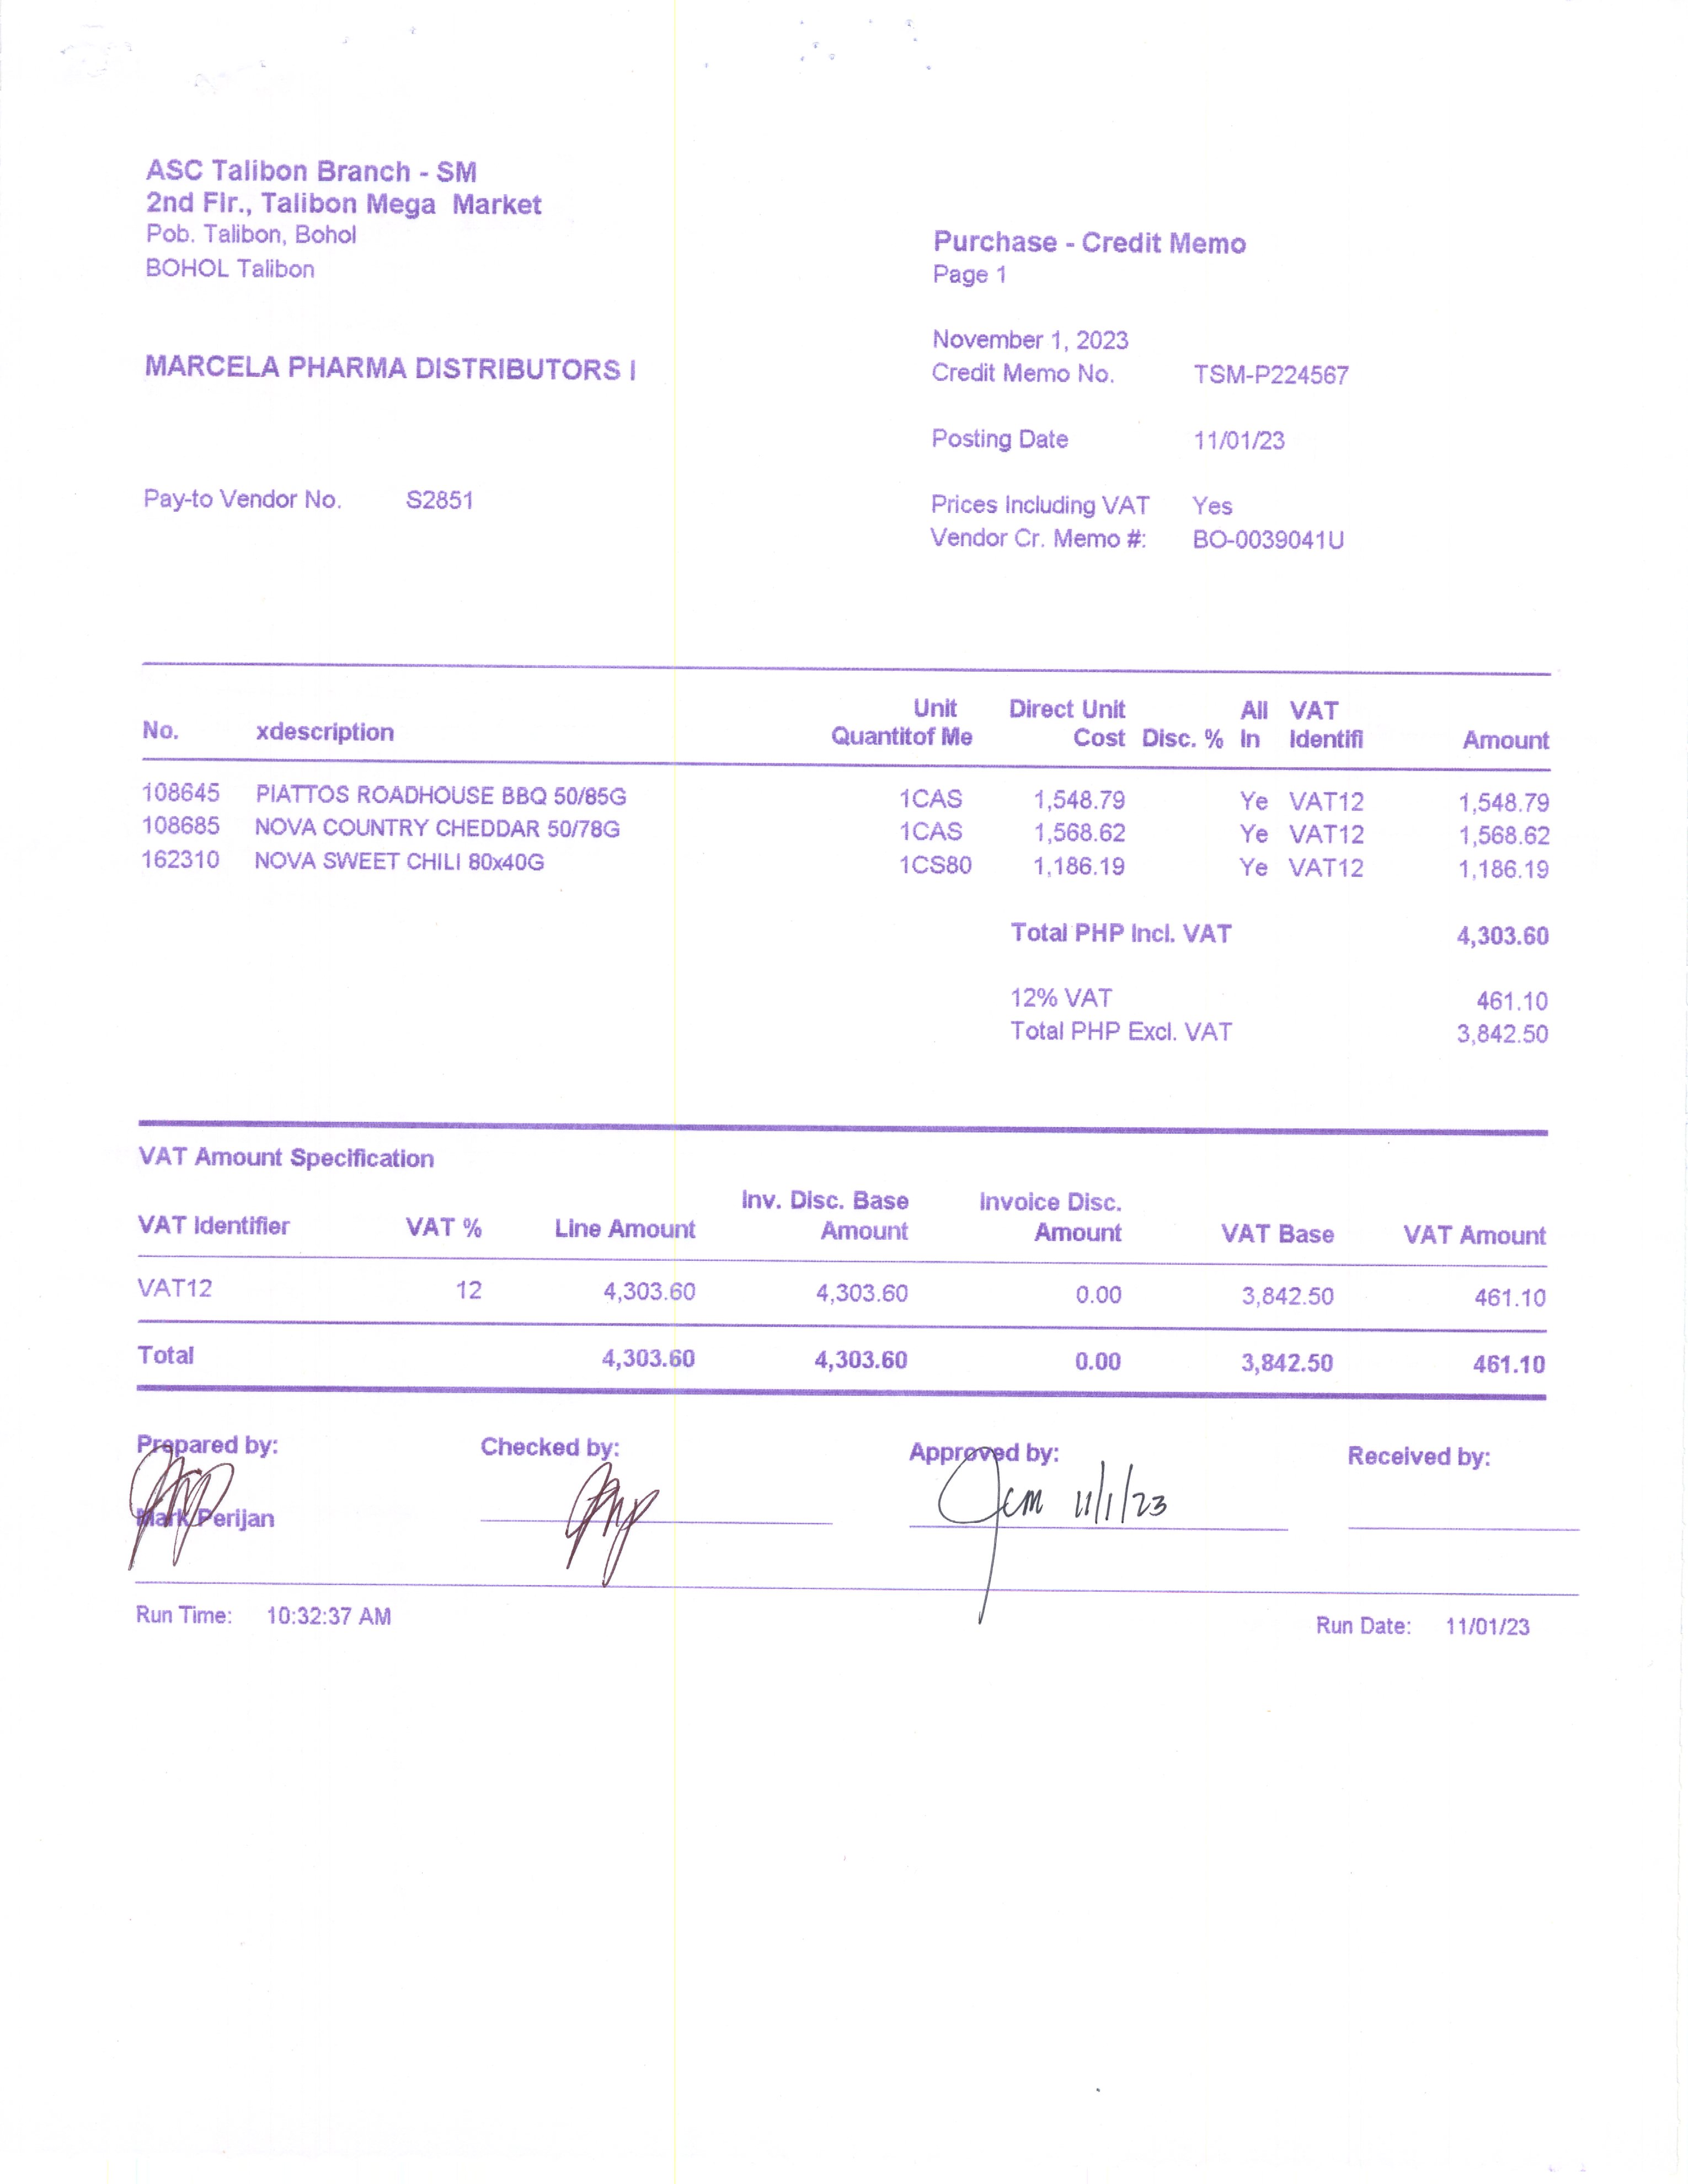 ASC Talibon Branch - SM
2nd Flr., Talibon Mega Market
Pob. Talibon, Bohol
BOHOL Talibon
Purchase - Credit Memo
Page 1
November 1, 2023
MARCELA PHARMA DISTRIBUTORS I
Credit Memo No. TSM-P224567
Posting Date 11/01/23
Pay-to Vendor No. S2851
Prices Including VAT Yes
Vendor Cr. Memo #: BO-0039041U
Unit Direct Unit All VAT
No. xdescription Quantitof Me Cost Disc. % In Identifi Amount
108645 PIATTOS ROADHOUSE BBQ 50/85G 1CAS 1,548.79 Ye VAT12 1,548.79
108685 NOVA COUNTRY CHEDDAR 50/78G 1CAS 1,568.62 Ye VAT12 1,568.62
162310 NOVA SWEET CHILI 80x40G 1CS80 1,186.19 Ye VAT12 1,186.19
Total PHP Incl. VAT 4,303.60
12% VAT 461.10
Total PHP Excl. VAT 3,842.50
VAT Amount Specification
Inv. Disc. Base Invoice Disc.
VAT Identifier VAT % Line Amount Amount Amount VAT Base VAT Amount
VAT12 12 4,303.60 4,303.60 0.00 3,842.50 461.10
Total 4,303.60 4,303.60 0.00 3,842.50 461.10
Prepared by: Checked by: Approved by: Received by:
Mark Perijan 11/1/23
Run Time: 10:32:37 AM Run Date: 11/01/23